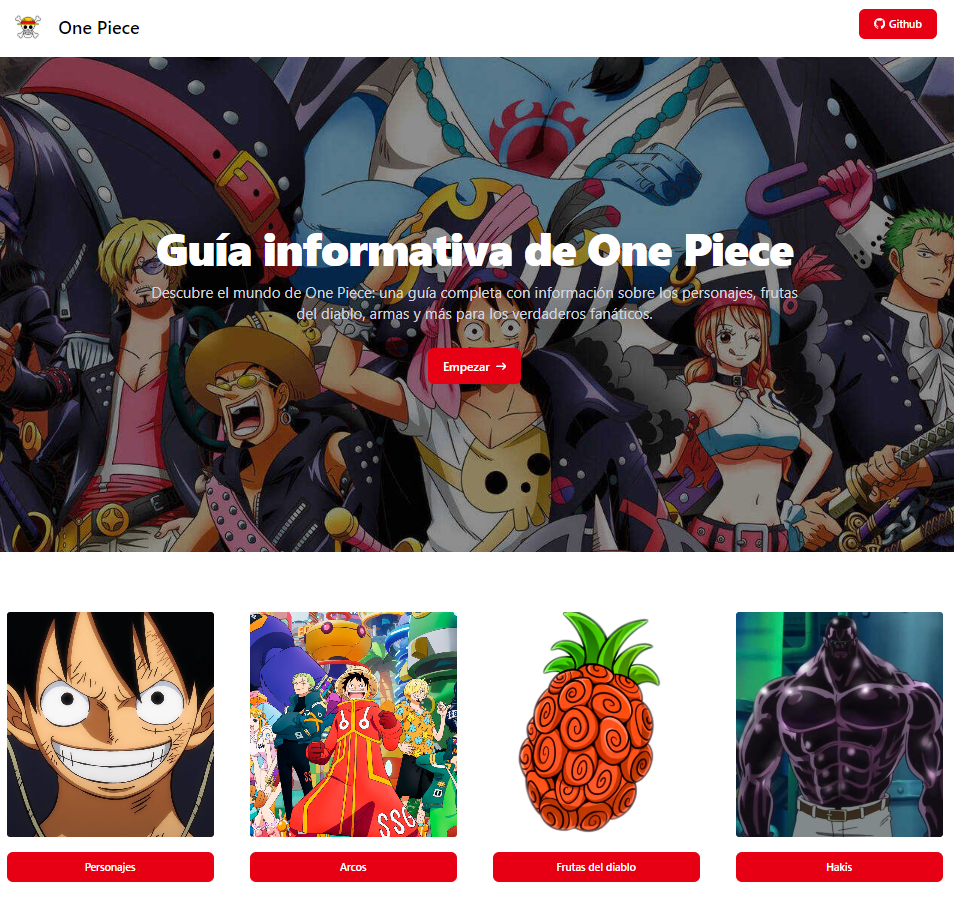 One Piece
Github
Guía informativa de One Piece
Descubre el mundo de One Piece: una guía completa con información sobre los personajes, frutas
del diablo, armas y más para los verdaderos fanáticos.
Empezar →
SSG
Personajes
Arcos
Frutas del diablo
Hakis